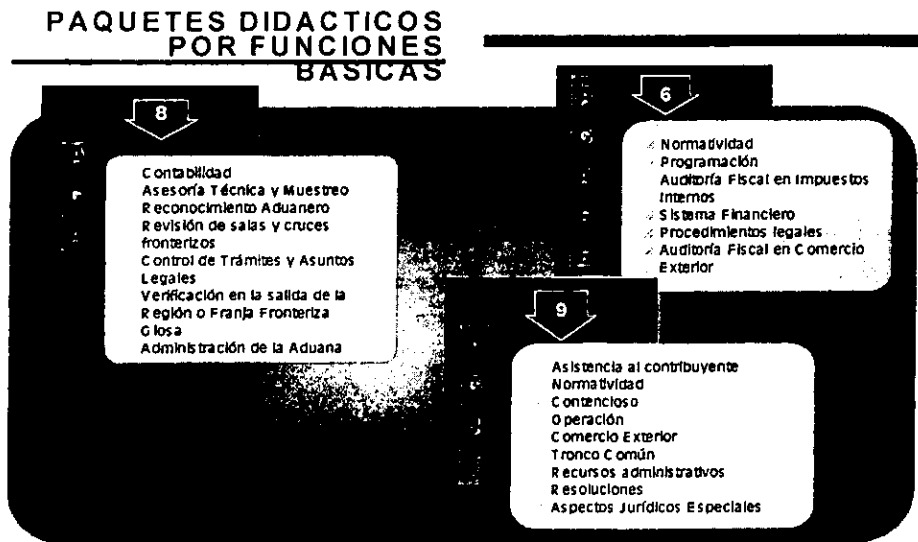 PAQUETES DIDACTICOS
POR FUNCIONES
BASICAS
8
Contabilidad
Asesoría Técnica y Muestreo
Reconocimiento Aduanero
Revisión de salas y cruces
fronterizos
Control de Trámites y Asuntos
Legales
Verificación en la salida de la
Región o Franja Fronteriza
Glosa
Administración de la Aduana
6
Normatividad
Programación
Auditoría Fiscal en Impuestos
Internos
Sistema Financiero
Procedimientos legales
Auditoría Fiscal en Comercio
Exterior
9
Asistencia al contribuyente
Normatividad
Contencioso
Operación
Comercio Exterior
Tronco Común
Recursos administrativos
Resoluciones
Aspectos Jurídicos Especiales